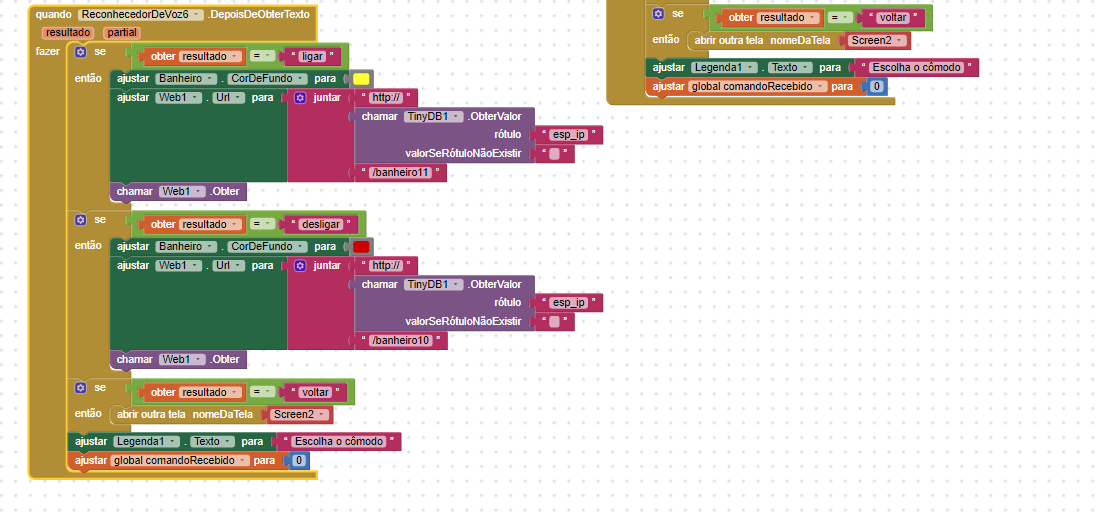 quando ReconhecedorDeVoz6 .DepoisDeObterTexto
resultado partial
fazer se obter resultado = “ ligar ”
então ajustar Banheiro . CorDeFundo para
ajustar Web1 . Url para juntar “ http:// ”
chamar TinyDB1 .ObterValor
rótulo “ esp_ip ”
valorSeRótuloNãoExistir “ ”
“ /banheiro11 ”
chamar Web1 .Obter
se obter resultado = “ desligar ”
então ajustar Banheiro . CorDeFundo para
ajustar Web1 . Url para juntar “ http:// ”
chamar TinyDB1 .ObterValor
rótulo “ esp_ip ”
valorSeRótuloNãoExistir “ ”
“ /banheiro10 ”
chamar Web1 .Obter
se obter resultado = “ voltar ”
então abrir outra tela nomeDaTela Screen2
ajustar Legenda1 . Texto para “ Escolha o cômodo ”
ajustar global comandoRecebido para 0
se obter resultado = “ voltar ”
então abrir outra tela nomeDaTela Screen2
ajustar Legenda1 . Texto para “ Escolha o cômodo ”
ajustar global comandoRecebido para 0